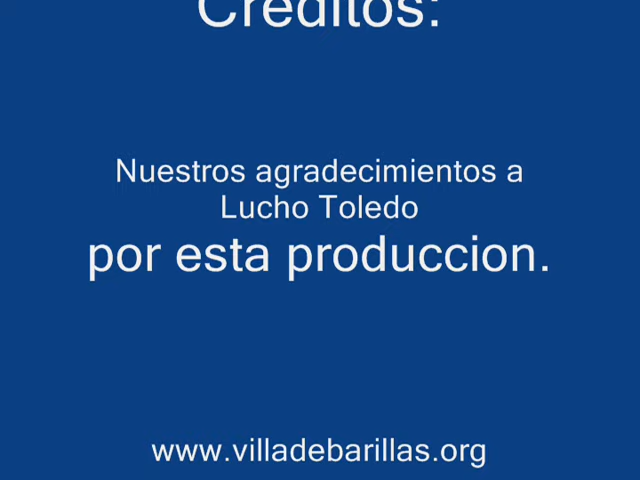 Creditos:
Nuestros agradecimientos a
Lucho Toledo
por esta produccion.
www.villadebarillas.org